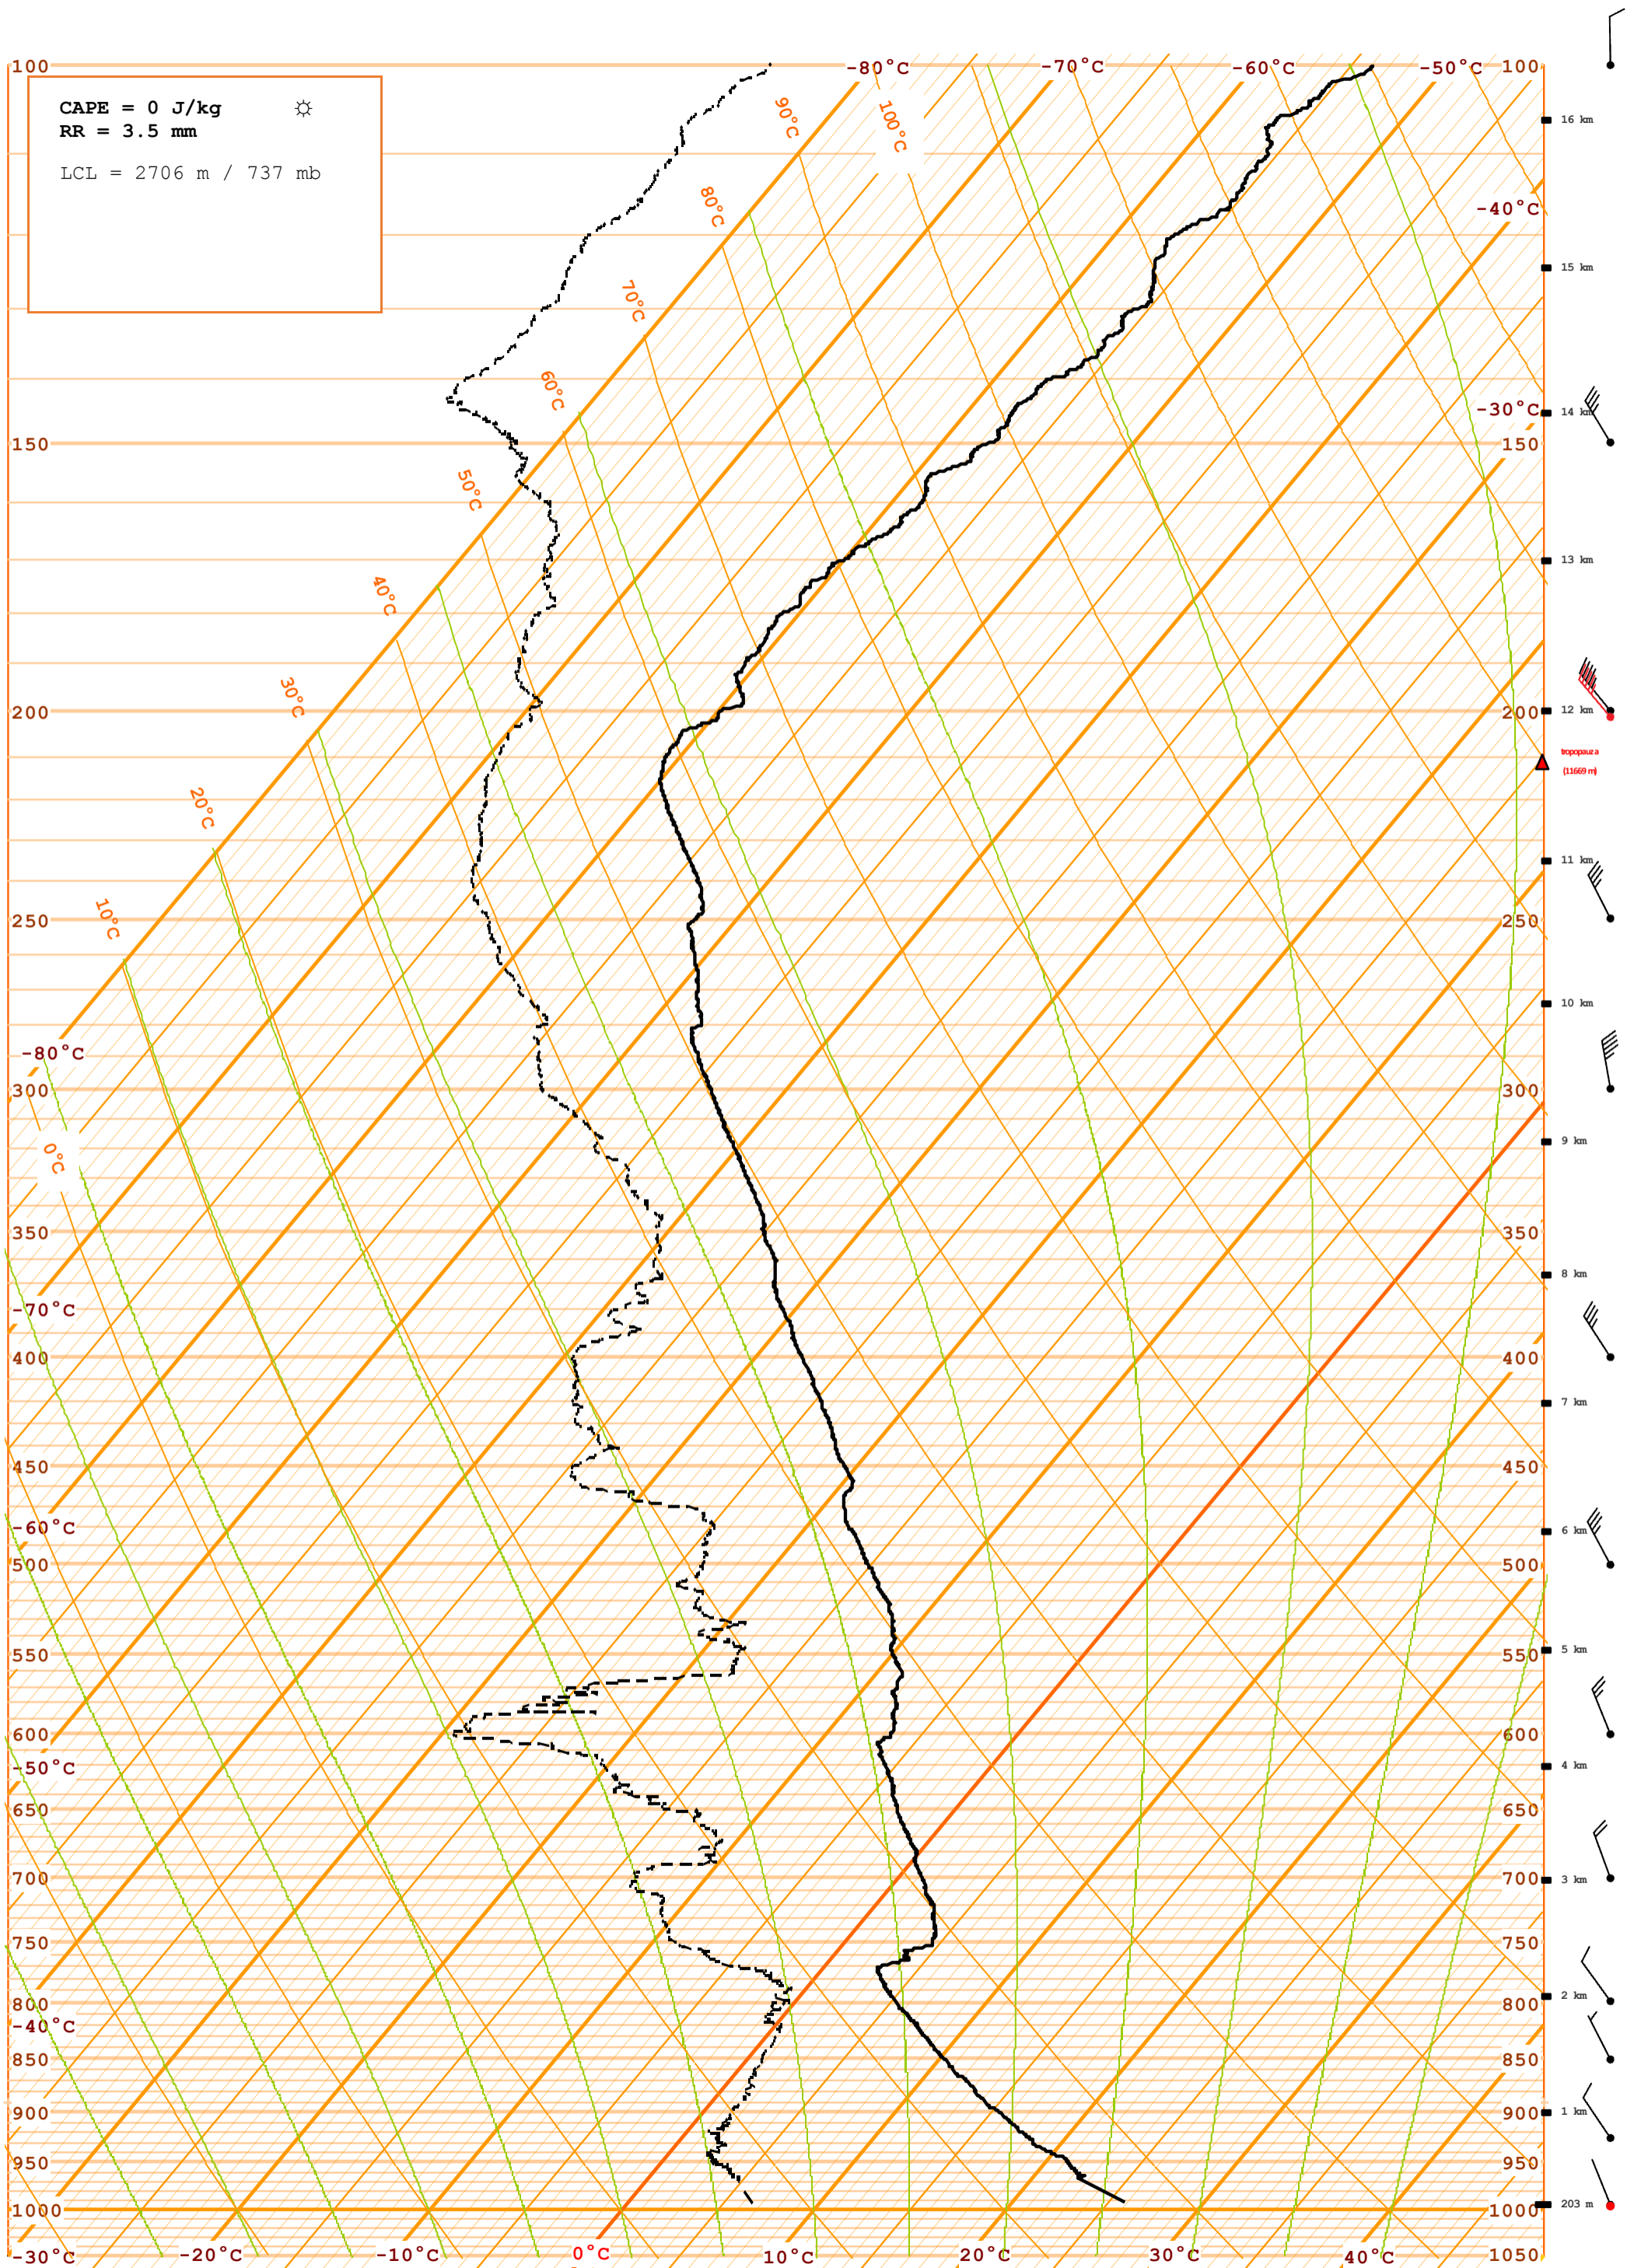 100 -80°C -70°C -60°C -50°C 100
CAPE = 0 J/kg ☼
RR = 3.5 mm
LCL = 2706 m / 737 mb
90°C 100°C
16 km
80°C
-40°C
15 km
70°C
60°C
-30°C
14 km
150 150
50°C
13 km
40°C
30°C
200 200
12 km
tropopauza
(11669 m)
20°C
11 km
10°C
250 250
10 km
-80°C
300 300
0°C
9 km
350 350
8 km
-70°C
400 400
7 km
450 450
-60°C
6 km
500 500
5 km
550 550
600 600
-50°C
4 km
650 650
700 700
3 km
750 750
2 km
800 800
-40°C
850 850
900 900
1 km
950 950
203 m
1000 1000
-30°C -20°C -10°C 0°C 10°C 20°C 30°C 40°C 1050